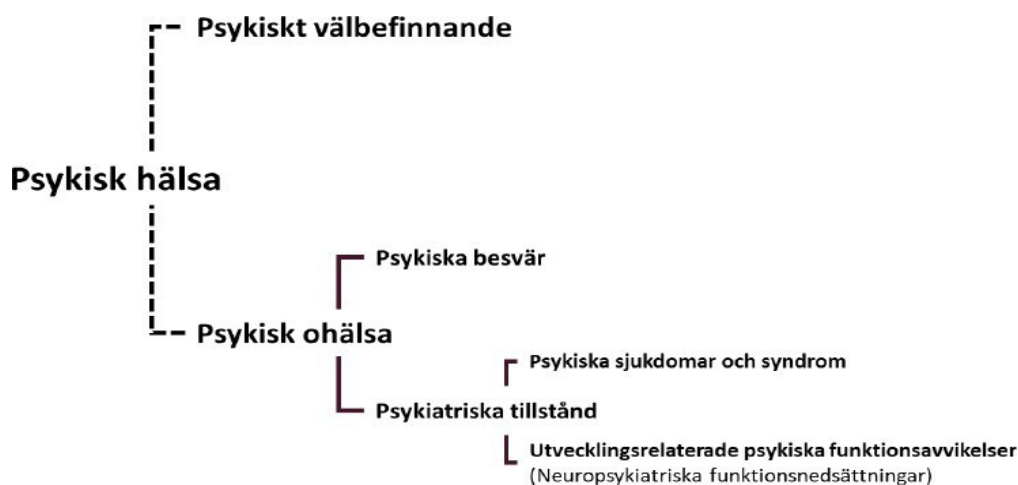 Psykiskt välbefinnande
Psykisk hälsa
Psykiska besvär
Psykisk ohälsa
Psykiska sjukdomar och syndrom
Psykiatriska tillstånd
Utvecklingsrelaterade psykiska funktionsavvikelser
(Neuropsykiatriska funktionsnedsättningar)